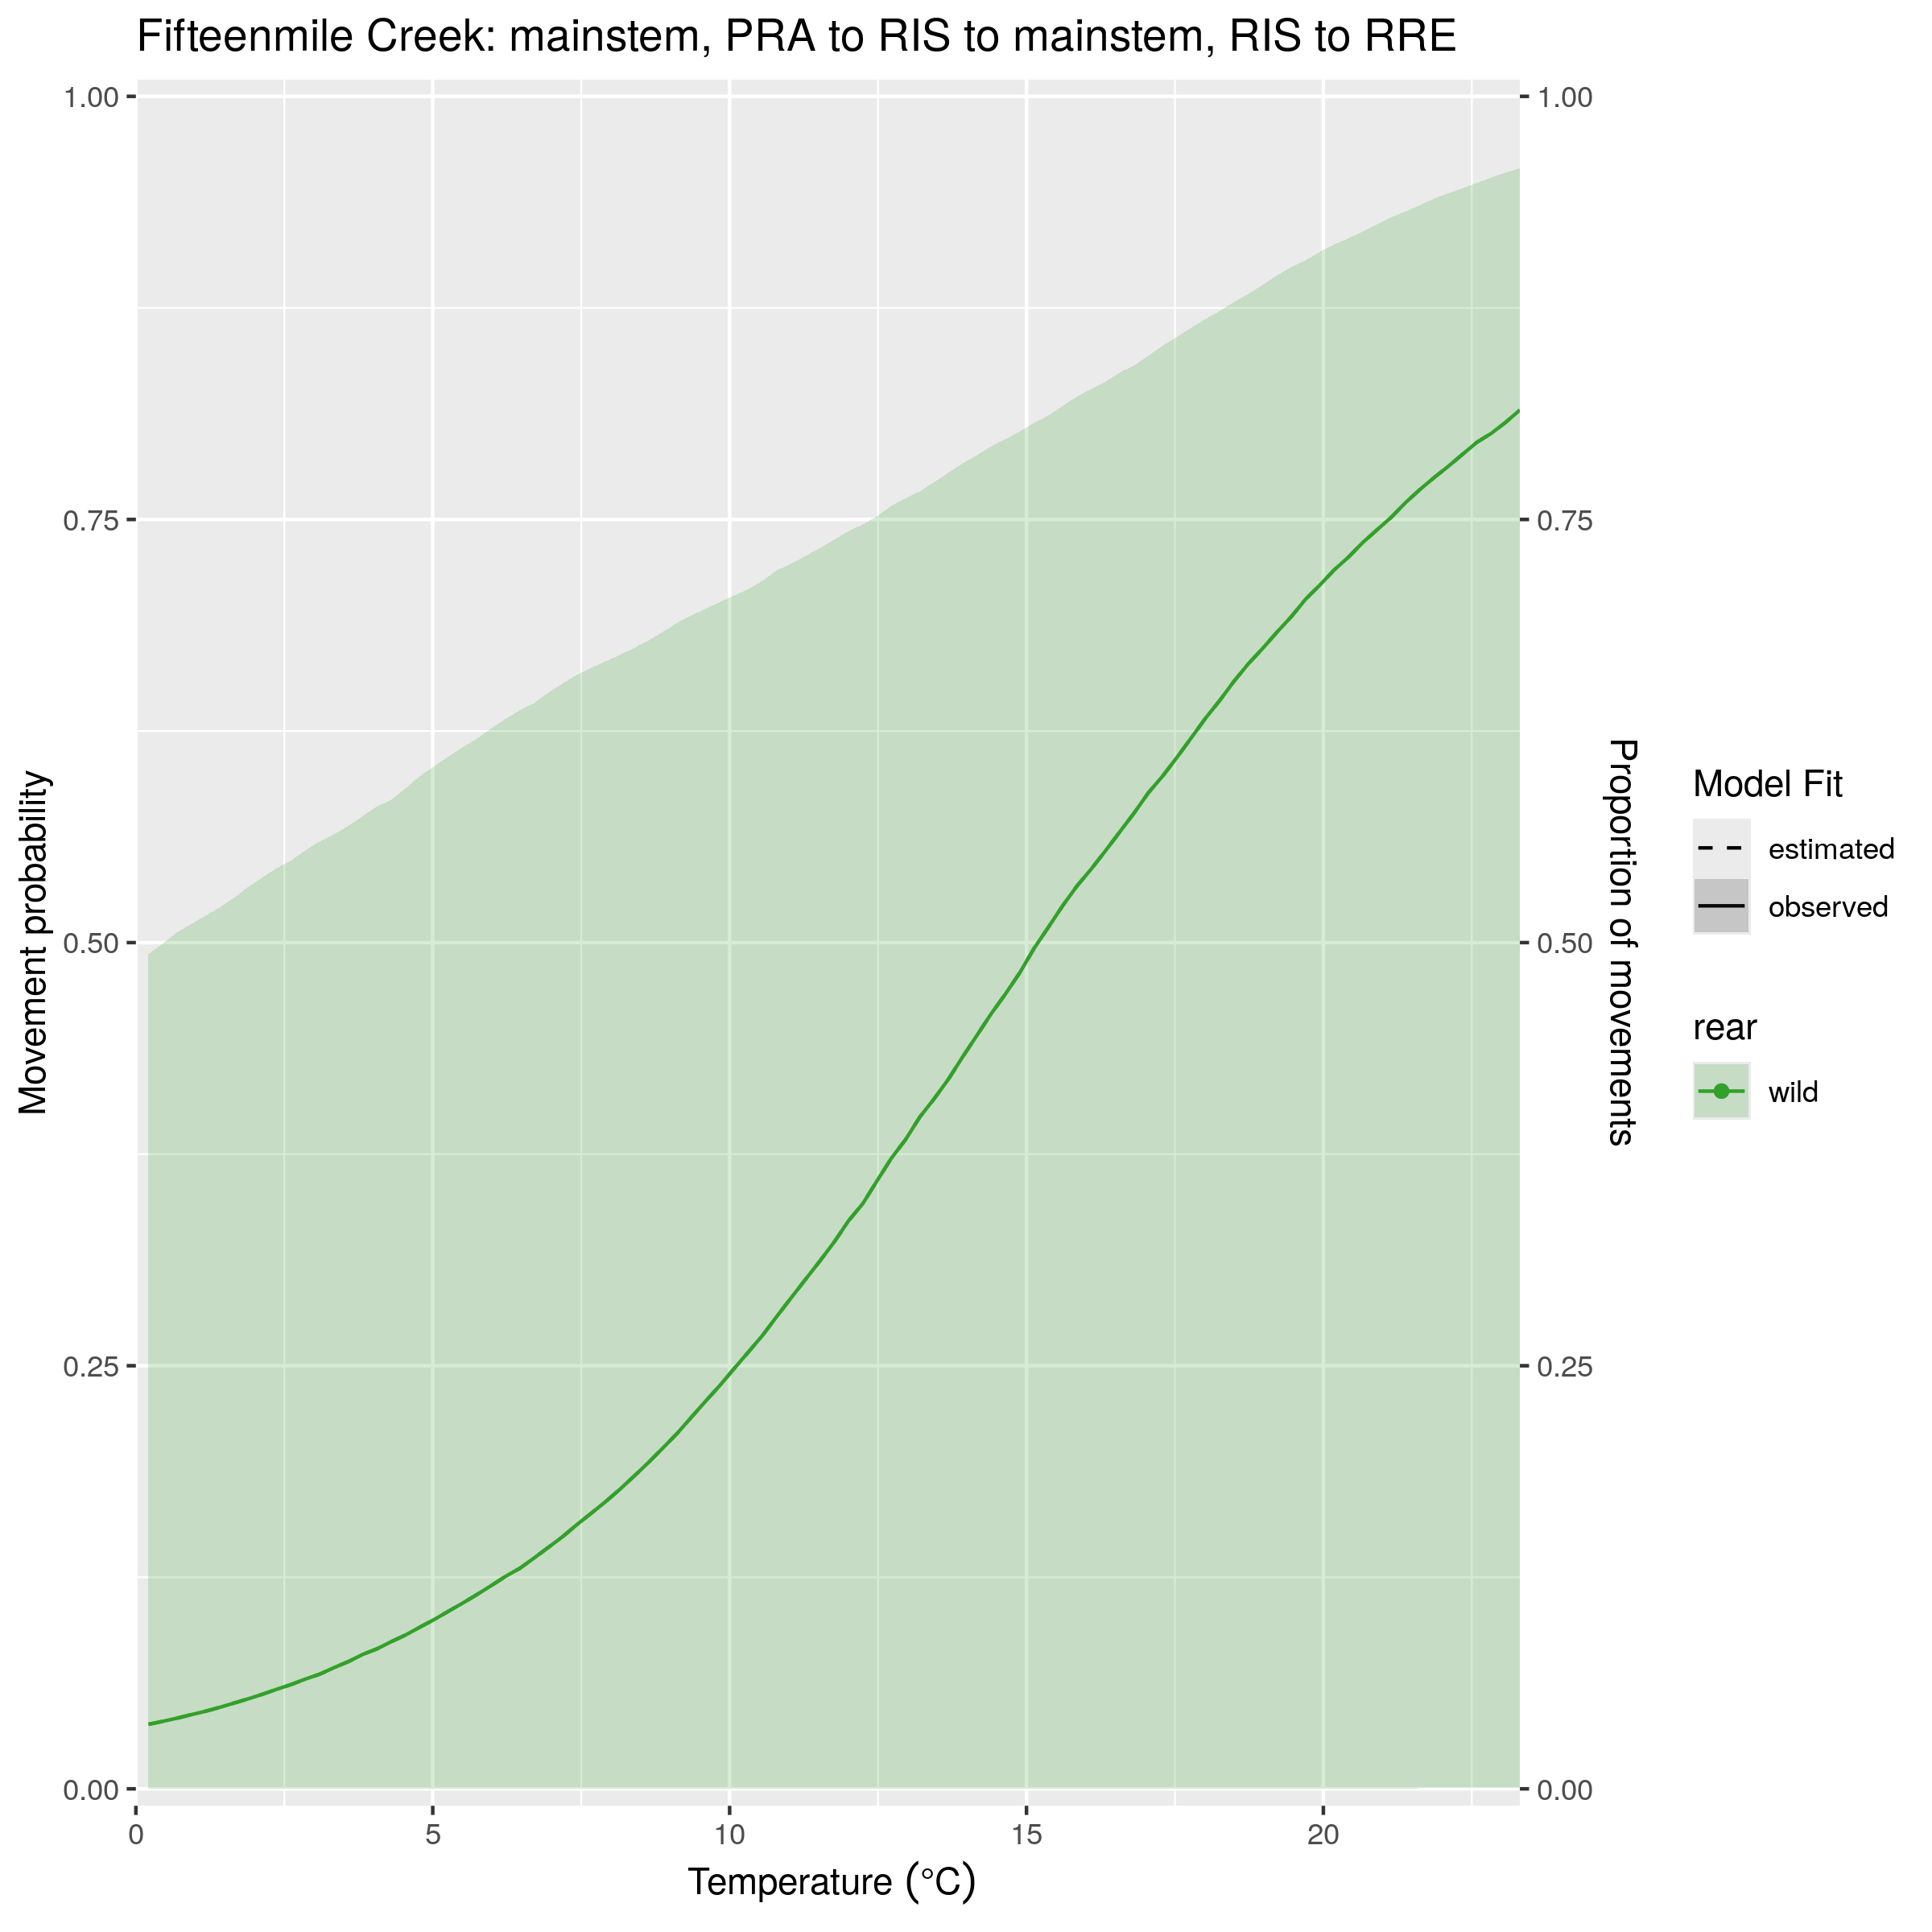 Fifteenmile Creek: mainstem, PRA to RIS to mainstem, RIS to RRE
Movement probability
1.00
0.75
0.50
0.25
0.00
1.00
0.75
0.50
0.25
0.00
Proportion of movements
0
5
10
15
20
Temperature (°C)
Model Fit
estimated
observed
rear
wild